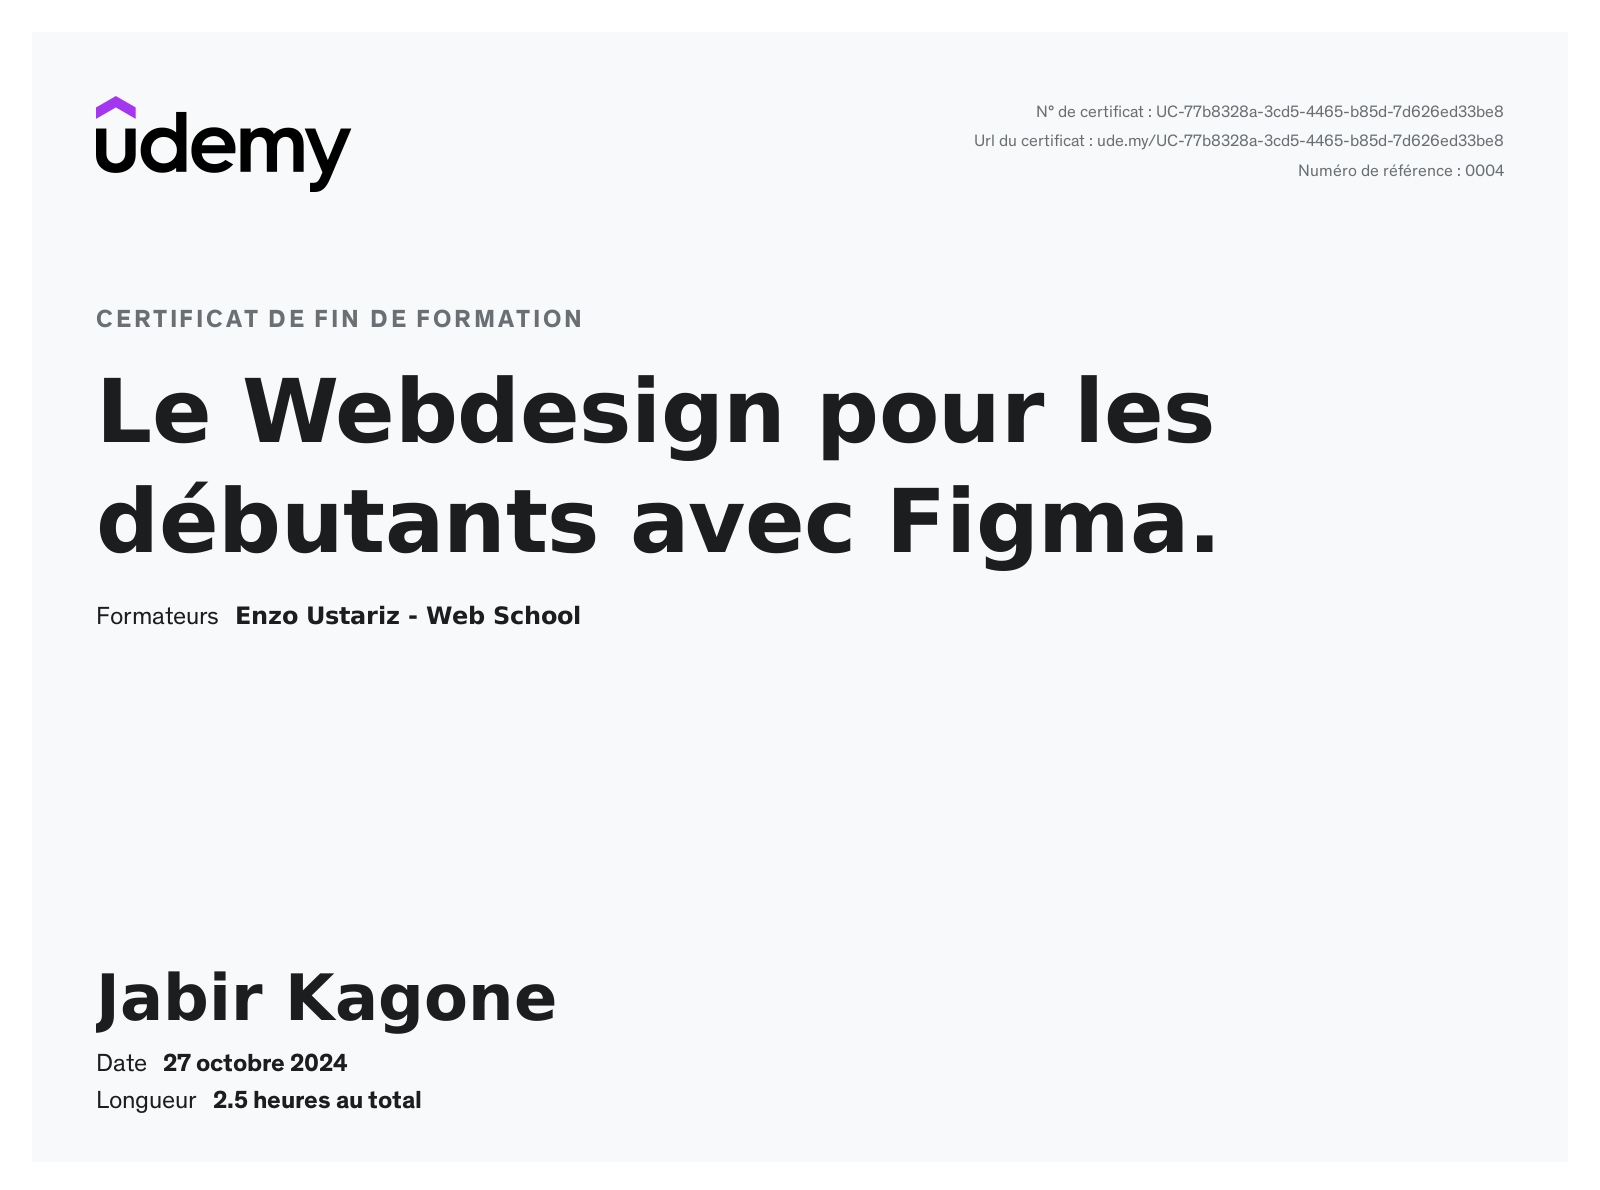 udemy
N° de certificat : UC-77b8328a-3cd5-4465-b85d-7d626ed33be8
Url du certificat : ude.my/UC-77b8328a-3cd5-4465-b85d-7d626ed33be8
Numéro de référence : 0004
CERTIFICAT DE FIN DE FORMATION
Le Webdesign pour les
débutants avec Figma.
Formateurs Enzo Ustariz - Web School
Jabir Kagone
Date 27 octobre 2024
Longueur 2.5 heures au total